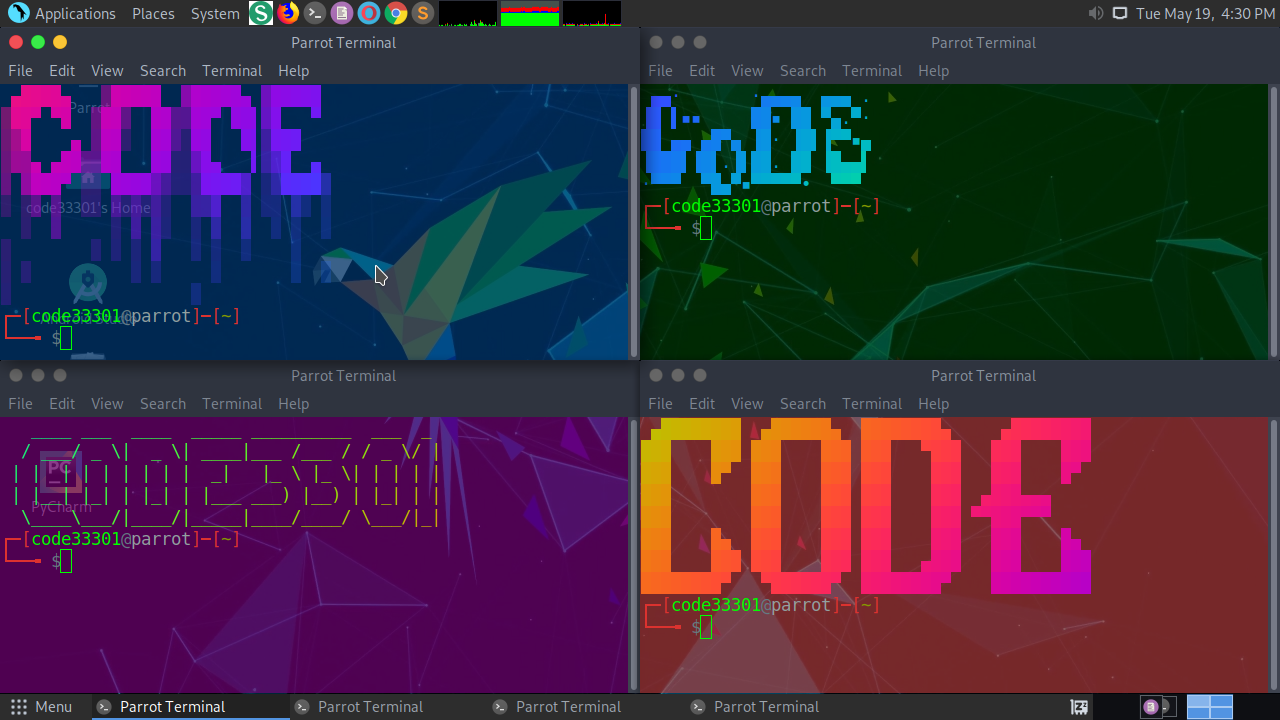 Applications Places System Tue May 19, 4:30 PM
Parrot Terminal
File Edit View Search Terminal Help
CODE
Parrot
code33301's Home
┌─[code33301@parrot]─[~]
└──╼ $
Parrot Terminal
File Edit View Search Terminal Help
CODE
┌─[code33301@parrot]─[~]
└──╼ $
Parrot Terminal
File Edit View Search Terminal Help
CODE3301
PC
PyCharm
┌─[code33301@parrot]─[~]
└──╼ $
Parrot Terminal
File Edit View Search Terminal Help
CODE
┌─[code33301@parrot]─[~]
└──╼ $
Menu Parrot Terminal Parrot Terminal Parrot Terminal Parrot Terminal